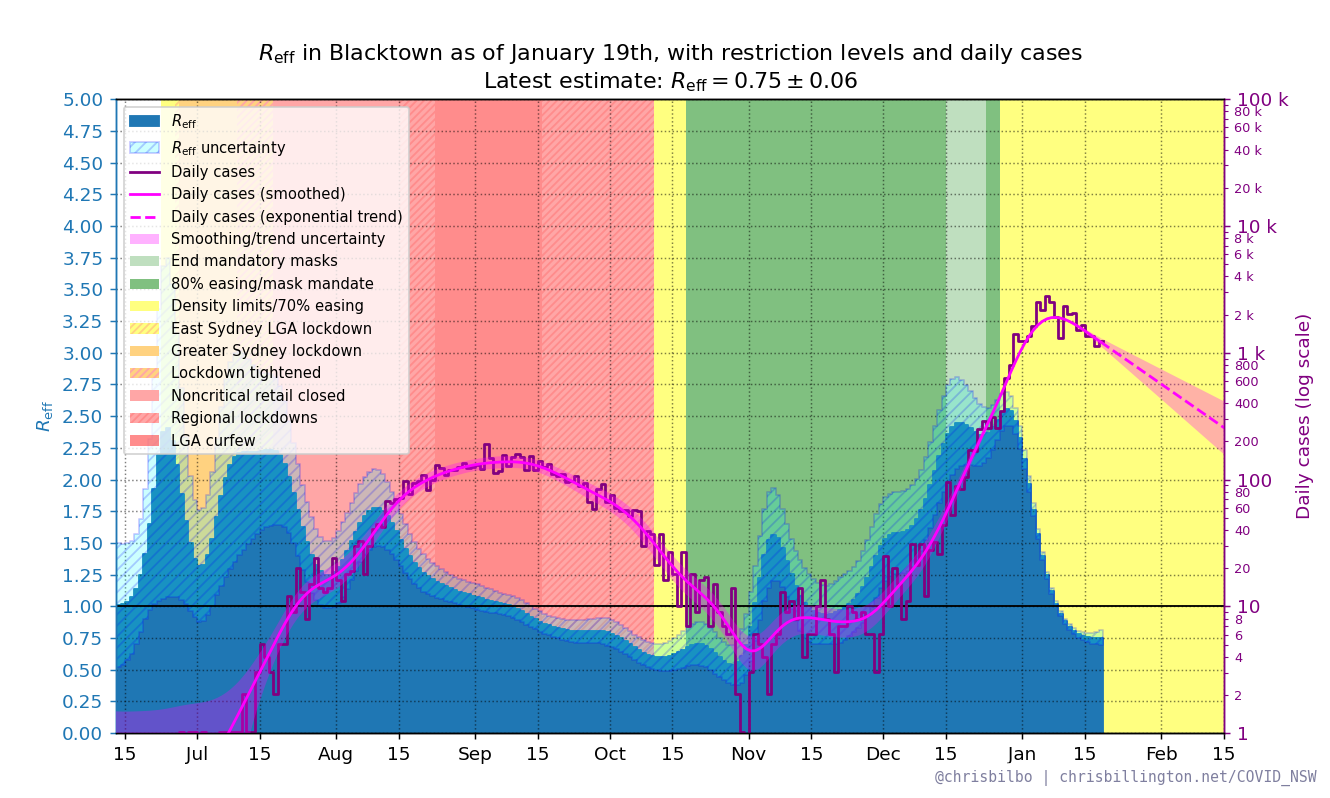 R_eff in Blacktown as of January 19th, with restriction levels and daily cases
Latest estimate: R_eff = 0.75 ± 0.06
5.00
4.75
4.50
4.25
4.00
3.75
3.50
3.25
3.00
2.75
2.50
2.25
2.00
1.75
1.50
1.25
1.00
0.75
0.50
0.25
0.00
R_eff
R_eff
R_eff uncertainty
Daily cases
Daily cases (smoothed)
Daily cases (exponential trend)
Smoothing/trend uncertainty
End mandatory masks
80% easing/mask mandate
Density limits/70% easing
East Sydney LGA lockdown
Greater Sydney lockdown
Lockdown tightened
Noncritical retail closed
Regional lockdowns
LGA curfew
100 k
80 k
60 k
40 k
20 k
10 k
8 k
6 k
4 k
2 k
1 k
800
600
400
200
100
80
60
40
20
10
8
6
4
2
1
Daily cases (log scale)
15 Jul 15 Aug 15 Sep 15 Oct 15 Nov 15 Dec 15 Jan 15 Feb 15
@chrisbilbo | chrisbillington.net/COVID_NSW